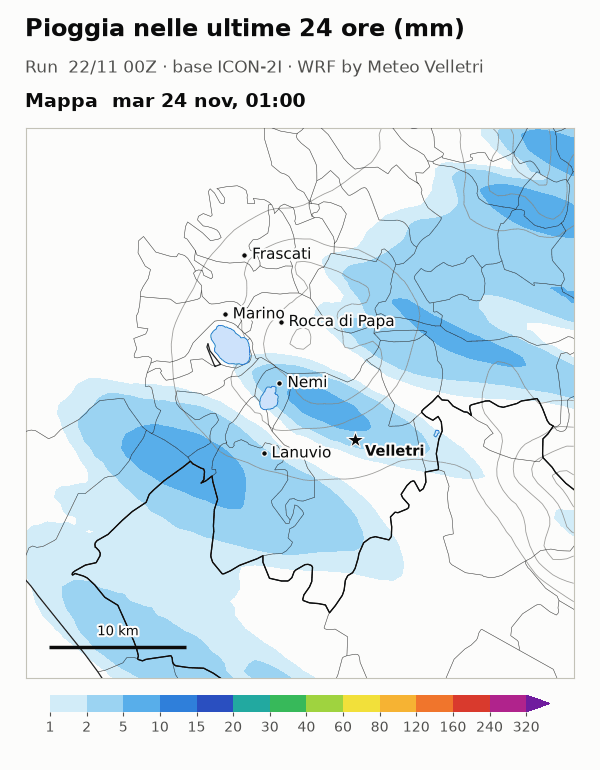 Pioggia nelle ultime 24 ore (mm)
Run 22/11 00Z · base ICON-2I · WRF by Meteo Velletri
Mappa mar 24 nov, 01:00
Frascati
Marino
Rocca di Papa
Nemi
Velletri
Lanuvio
10 km
1 2 5 10 15 20 30 40 60 80 120 160 240 320